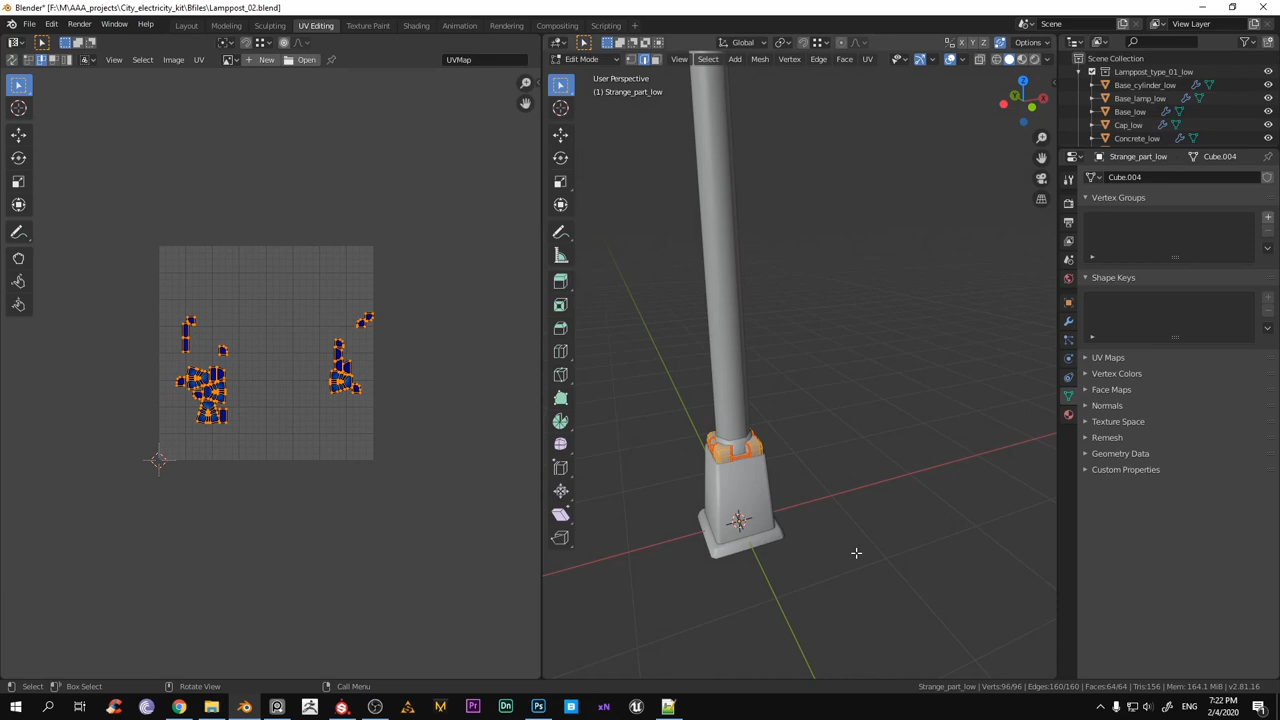 Blender* [F:\M\AAA_projects\City_electricity_kit\Bfiles\Lamppost_02.blend]
File Edit Render Window Help Layout Modeling Sculpting UV Editing Texture Paint Shading Animation Rendering Compositing Scripting + Scene View Layer
Global Options
View Select Image UV New Open UVMap Edit Mode View Select Add Mesh Vertex Edge Face UV
Scene Collection
Lamppost_type_01_low
Base_cylinder_low
Base_lamp_low
Base_low
Cap_low
Concrete_low
User Perspective
(1) Strange_part_low
X Y Z
Strange_part_low Cube.004
Cube.004
Vertex Groups
Shape Keys
UV Maps
Vertex Colors
Face Maps
Normals
Texture Space
Remesh
Geometry Data
Custom Properties
Select Box Select Rotate View Call Menu Strange_part_low | Verts:96/96 | Edges:160/160 | Faces:64/64 | Tris:156 | Mem: 164.1 MiB | v2.81.16
7:22 PM
ENG
2/4/2020